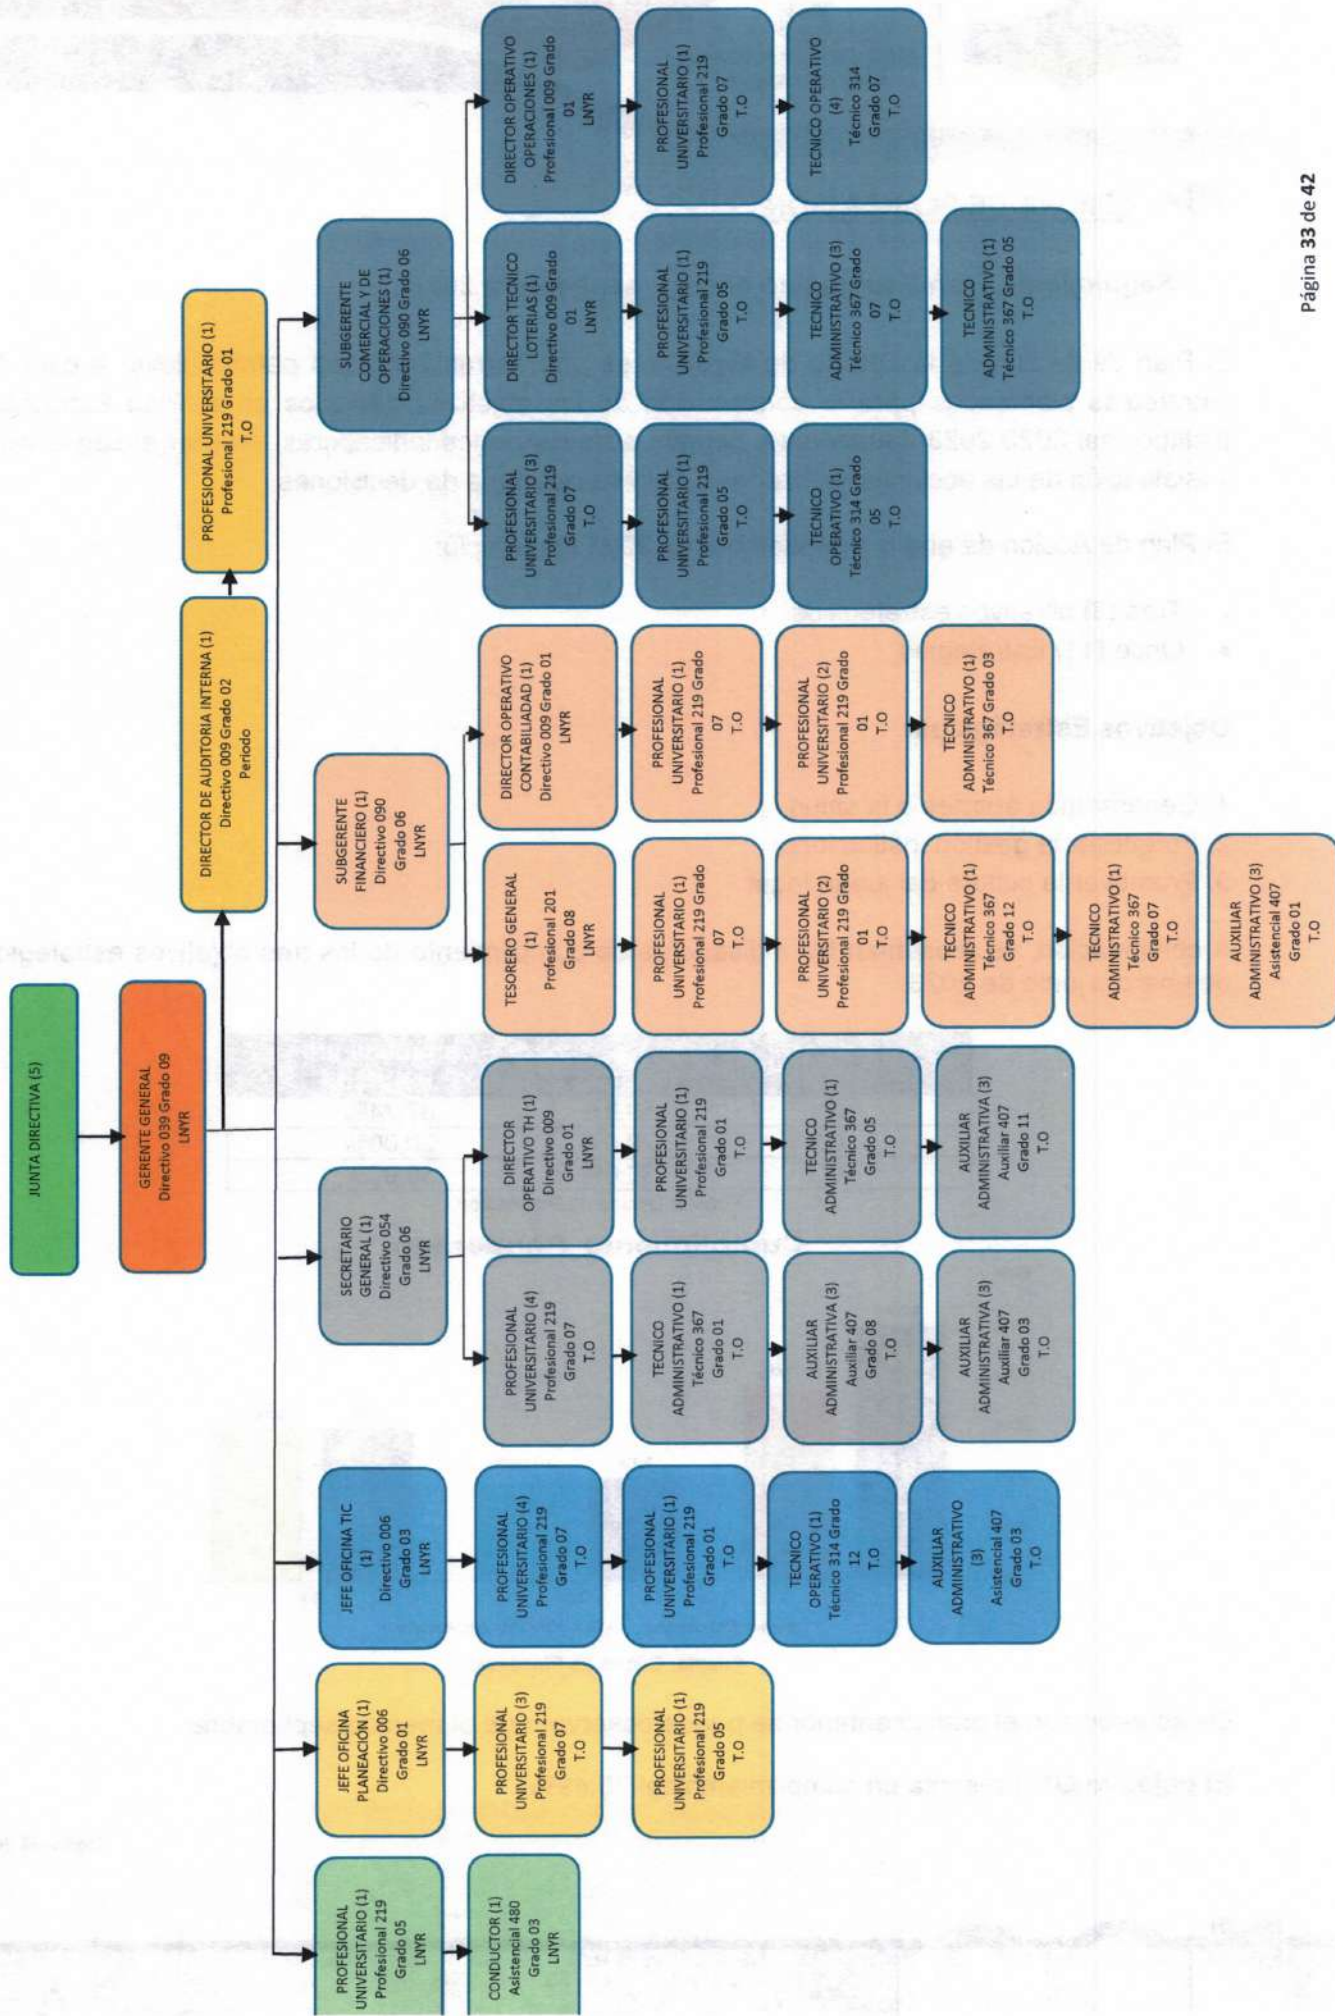 JUNTA DIRECTIVA (5)
GERENTE GENERAL
Directivo 039 Grado 09
LNYR
DIRECTOR DE AUDITORIA INTERNA (1)
Directivo 009 Grado 02
Periodo
PROFESIONAL UNIVERSITARIO (1)
Profesional 219 Grado 01
T.O
PROFESIONAL
UNIVERSITARIO (1)
Profesional 219
Grado 05
LNYR
CONDUCTOR (1)
Asistencial 480
Grado 03
LNYR
JEFE OFICINA
PLANEACIÓN (1)
Directivo 006
Grado 01
LNYR
PROFESIONAL
UNIVERSITARIO (3)
Profesional 219
Grado 07
T.O
PROFESIONAL
UNIVERSITARIO (1)
Profesional 219
Grado 05
T.O
JEFE OFICINA TIC
(1)
Directivo 006
Grado 03
LNYR
PROFESIONAL
UNIVERSITARIO (4)
Profesional 219
Grado 07
T.O
PROFESIONAL
UNIVERSITARIO (1)
Profesional 219
Grado 01
T.O
TECNICO
OPERATIVO (1)
Técnico 314 Grado
12
T.O
AUXILIAR
ADMINISTRATIVO
(3)
Asistencial 407
Grado 03
T.O
SECRETARIO
GENERAL (1)
Directivo 054
Grado 06
LNYR
PROFESIONAL
UNIVERSITARIO (4)
Profesional 219
Grado 07
T.O
TECNICO
ADMINISTRATIVO (1)
Técnico 367
Grado 01
T.O
AUXILIAR
ADMINISTRATIVA (3)
Auxiliar 407
Grado 08
T.O
AUXILIAR
ADMINISTRATIVA (3)
Auxiliar 407
Grado 03
T.O
DIRECTOR
OPERATIVO TH (1)
Directivo 009
Grado 01
LNYR
PROFESIONAL
UNIVERSITARIO (1)
Profesional 219
Grado 01
T.O
TECNICO
ADMINISTRATIVO (1)
Técnico 367
Grado 05
T.O
AUXILIAR
ADMINISTRATIVA (3)
Auxiliar 407
Grado 11
T.O
SUBGERENTE
FINANCIERO (1)
Directivo 090
Grado 06
LNYR
TESORERO GENERAL
(1)
Profesional 201
Grado 08
LNYR
PROFESIONAL
UNIVERSITARIO (1)
Profesional 219 Grado
07
T.O
PROFESIONAL
UNIVERSITARIO (2)
Profesional 219 Grado
01
T.O
TECNICO
ADMINISTRATIVO (1)
Técnico 367
Grado 12
T.O
TECNICO
ADMINISTRATIVO (1)
Técnico 367
Grado 07
T.O
AUXILIAR
ADMINISTRATIVO (3)
Asistencial 407
Grado 01
T.O
DIRECTOR OPERATIVO
CONTABILIADAD (1)
Directivo 009 Grado 01
LNYR
PROFESIONAL
UNIVERSITARIO (1)
Profesional 219 Grado
07
T.O
PROFESIONAL
UNIVERSITARIO (2)
Profesional 219 Grado
01
T.O
TECNICO
ADMINISTRATIVO (1)
Técnico 367 Grado 03
T.O
SUBGERENTE
COMERCIAL Y DE
OPERACIONES (1)
Directivo 090 Grado 06
LNYR
PROFESIONAL
UNIVERSITARIO (3)
Profesional 219
Grado 07
T.O
PROFESIONAL
UNIVERSITARIO (1)
Profesional 219
Grado 05
T.O
TECNICO
OPERATIVO (1)
Técnico 314 Grado
05
T.O
DIRECTOR TECNICO
LOTERIAS (1)
Directivo 009 Grado
01
LNYR
PROFESIONAL
UNIVERSITARIO (1)
Profesional 219
Grado 05
T.O
TECNICO
ADMINISTRATIVO (3)
Técnico 367 Grado
07
T.O
TECNICO
ADMINISTRATIVO (1)
Técnico 367 Grado 05
T.O
DIRECTOR OPERATIVO
OPERACIONES (1)
Profesional 009 Grado
01
LNYR
PROFESIONAL
UNIVERSITARIO (1)
Profesional 219
Grado 07
T.O
TECNICO OPERATIVO
(4)
Técnico 314
Grado 07
T.O
Página 33 de 42